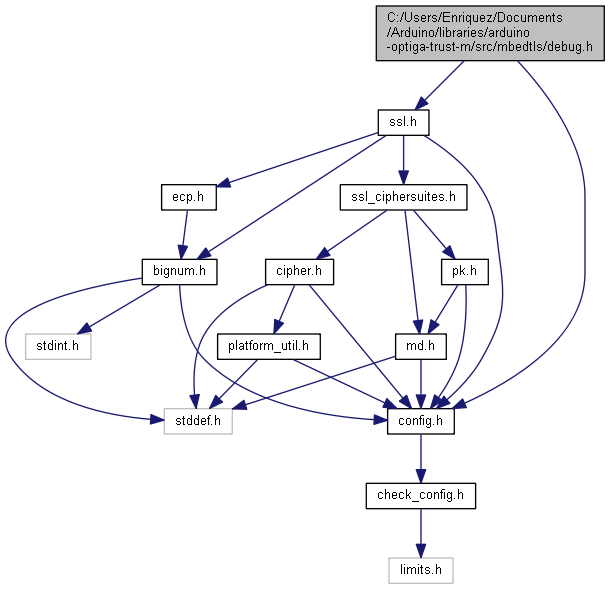 C:/Users/Enriquez/Documents
/Arduino/libraries/arduino
-optiga-trust-m/src/mbedtls/debug.h
ssl.h
ecp.h
ssl_ciphersuites.h
bignum.h
cipher.h
pk.h
stdint.h
platform_util.h
md.h
stddef.h
config.h
check_config.h
limits.h